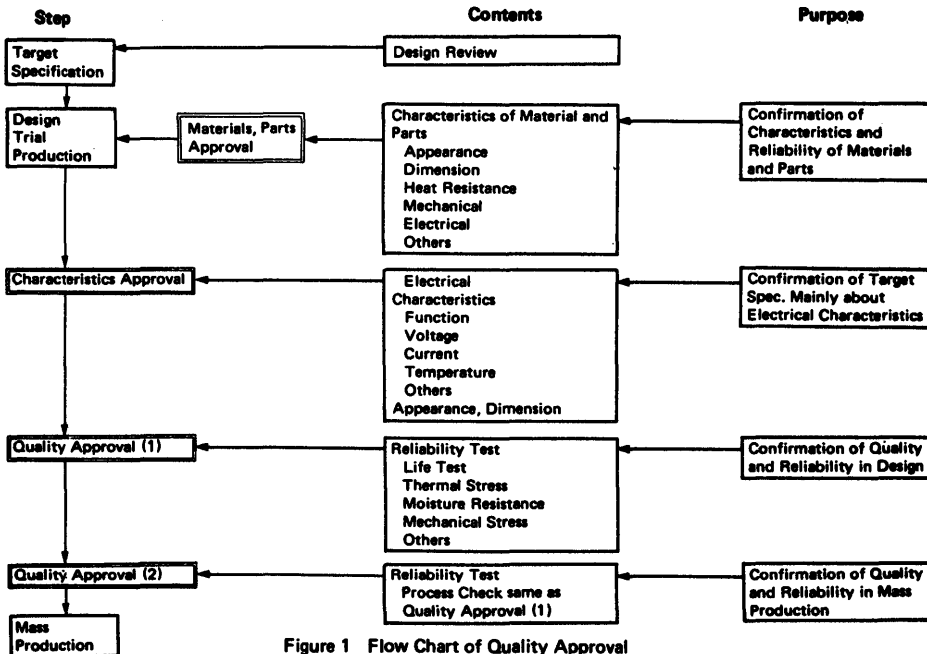 Step
Contents
Purpose
Target
Specification
Design Review
Design
Trial
Production
Materials, Parts
Approval
Characteristics of Material and
Parts
Appearance
Dimension
Heat Resistance
Mechanical
Electrical
Others
Confirmation of
Characteristics and
Reliability of Materials
and Parts
Characteristics Approval
Electrical
Characteristics
Function
Voltage
Current
Temperature
Others
Appearance, Dimension
Confirmation of Target
Spec. Mainly about
Electrical Characteristics
Quality Approval (1)
Reliability Test
Life Test
Thermal Stress
Moisture Resistance
Mechanical Stress
Others
Confirmation of Quality
and Reliability in Design
Quality Approval (2)
Reliability Test
Process Check same as
Quality Approval (1)
Confirmation of Quality
and Reliability in Mass
Production
Mass
Production
Figure 1 Flow Chart of Quality Approval